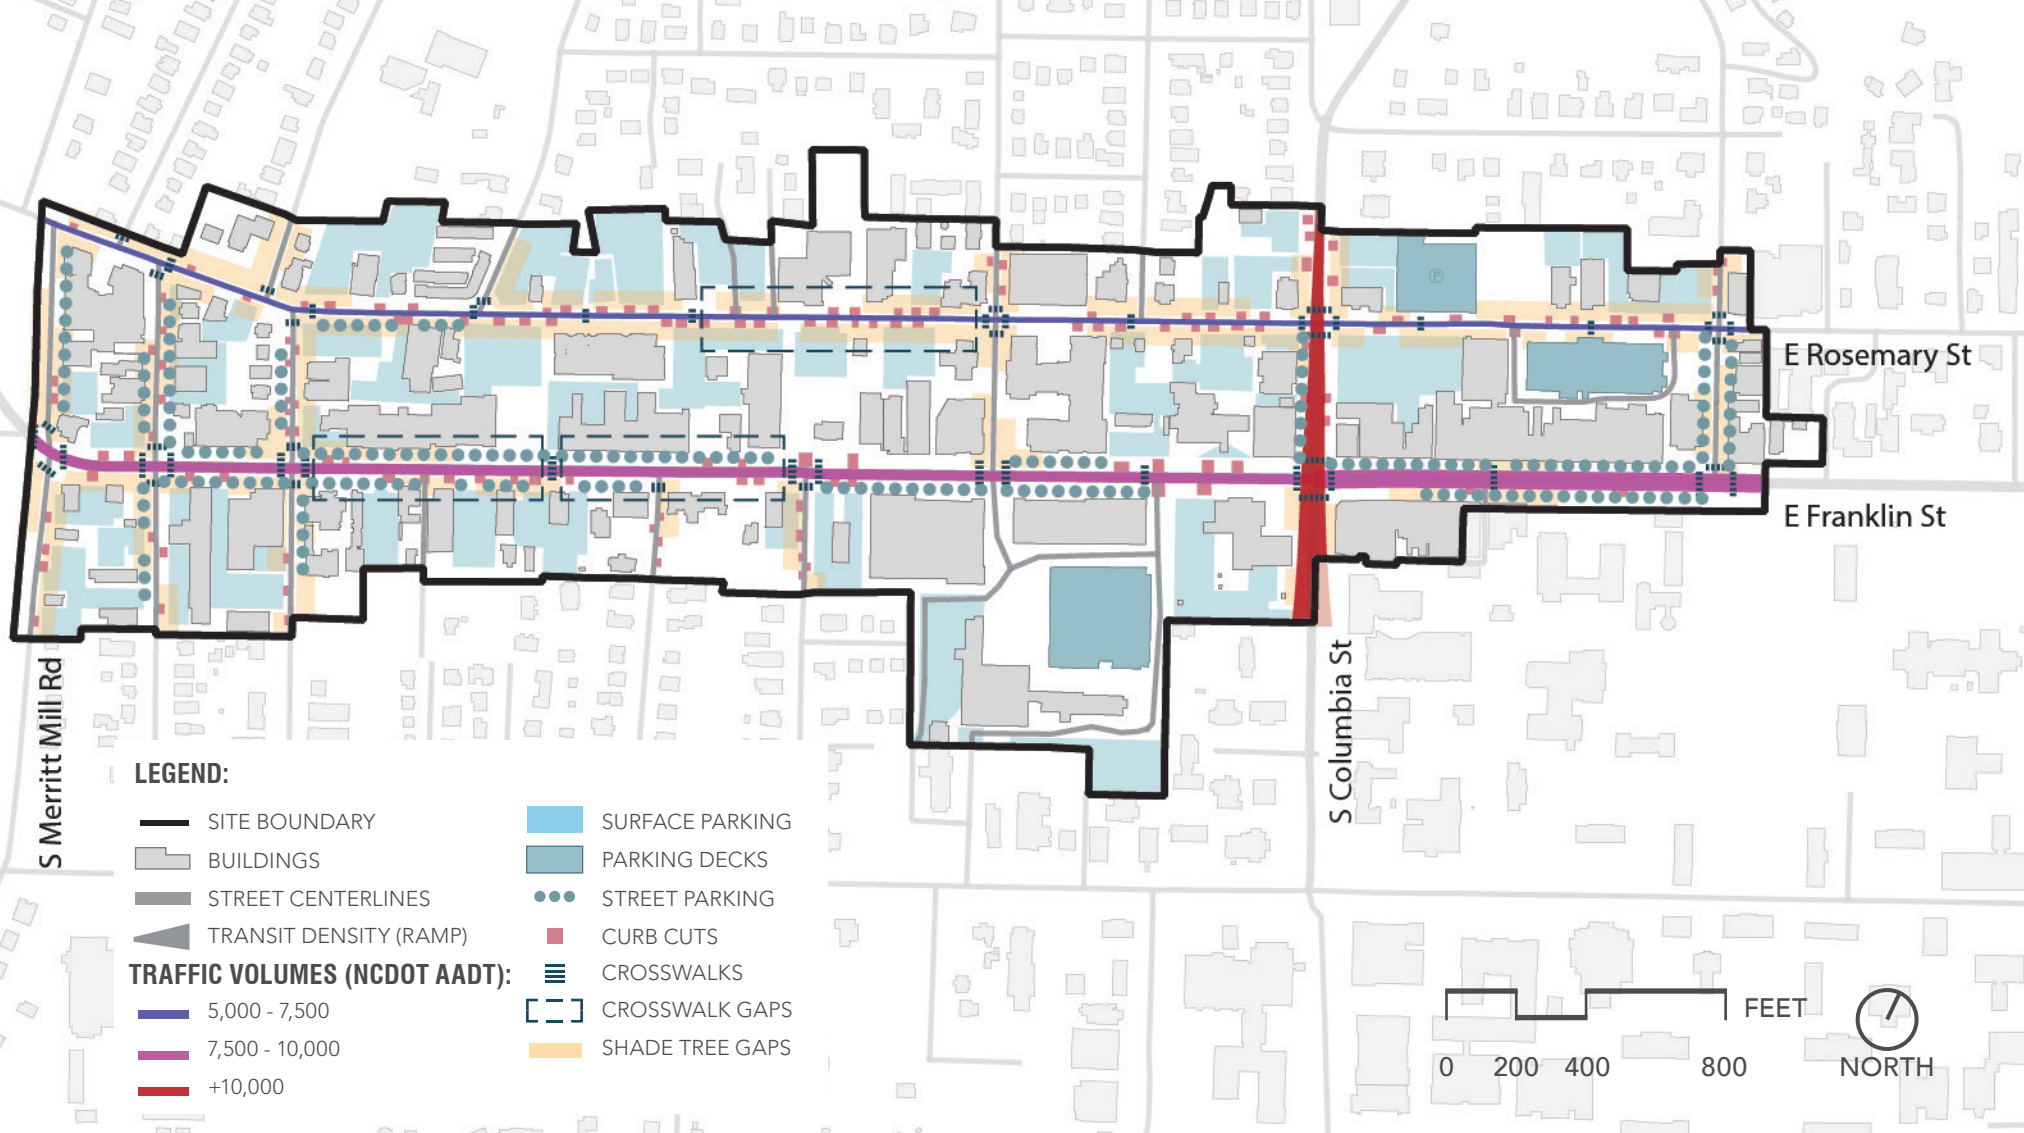 E Rosemary St
E Franklin St
S Merritt Mill Rd
S Columbia St
P
LEGEND:
SITE BOUNDARY
BUILDINGS
STREET CENTERLINES
TRANSIT DENSITY (RAMP)
TRAFFIC VOLUMES (NCDOT AADT):
5,000 - 7,500
7,500 - 10,000
+10,000
SURFACE PARKING
PARKING DECKS
STREET PARKING
CURB CUTS
CROSSWALKS
CROSSWALK GAPS
SHADE TREE GAPS
FEET
0 200 400 800
NORTH